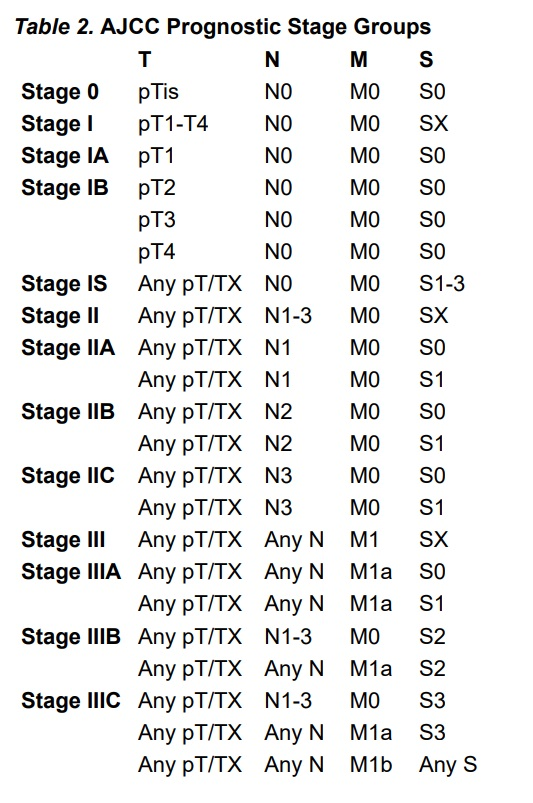 Table 2. AJCC Prognostic Stage Groups
T N M S
Stage 0 pTis N0 M0 S0
Stage I pT1-T4 N0 M0 SX
Stage IA pT1 N0 M0 S0
Stage IB pT2 N0 M0 S0
pT3 N0 M0 S0
pT4 N0 M0 S0
Stage IS Any pT/TX N0 M0 S1-3
Stage II Any pT/TX N1-3 M0 SX
Stage IIA Any pT/TX N1 M0 S0
Any pT/TX N1 M0 S1
Stage IIB Any pT/TX N2 M0 S0
Any pT/TX N2 M0 S1
Stage IIC Any pT/TX N3 M0 S0
Any pT/TX N3 M0 S1
Stage III Any pT/TX Any N M1 SX
Stage IIIA Any pT/TX Any N M1a S0
Any pT/TX Any N M1a S1
Stage IIIB Any pT/TX N1-3 M0 S2
Any pT/TX Any N M1a S2
Stage IIIC Any pT/TX N1-3 M0 S3
Any pT/TX Any N M1a S3
Any pT/TX Any N M1b Any S